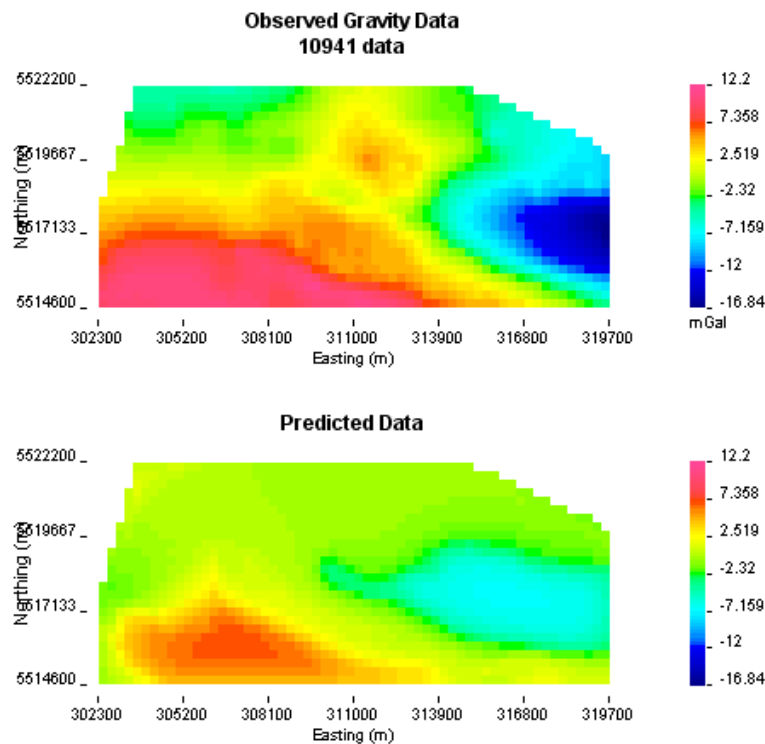 Observed Gravity Data
10941 data
5522200
5519667
5517133
5514600
Northing (m)
302300 305200 308100 311000 313900 316800 319700
Easting (m)
12.2
7.358
2.519
-2.32
-7.159
-12
-16.84
mGal
Predicted Data
5522200
5519667
5517133
5514600
Northing (m)
302300 305200 308100 311000 313900 316800 319700
Easting (m)
12.2
7.358
2.519
-2.32
-7.159
-12
-16.84